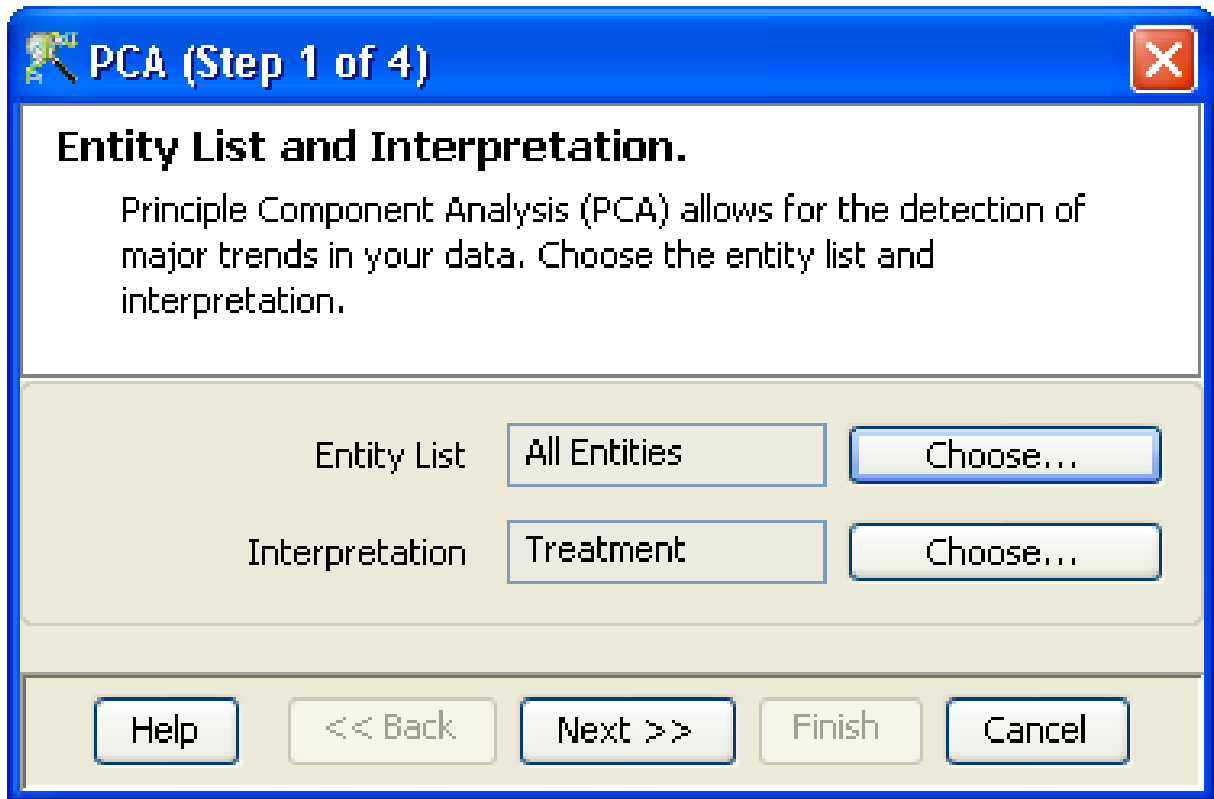 PCA (Step 1 of 4)
Entity List and Interpretation.
Principle Component Analysis (PCA) allows for the detection of
major trends in your data. Choose the entity list and
interpretation.
Entity List All Entities Choose...
Interpretation Treatment Choose...
Help << Back Next >> Finish Cancel